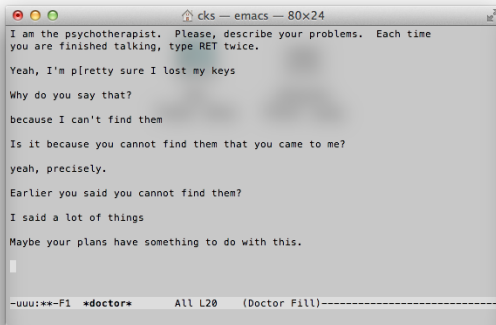 cks — emacs — 80×24
I am the psychotherapist.  Please, describe your problems.  Each time
you are finished talking, type RET twice.
Yeah, I'm p[retty sure I lost my keys
Why do you say that?
because I can't find them
Is it because you cannot find them that you came to me?
yeah, precisely.
Earlier you said you cannot find them?
I said a lot of things
Maybe your plans have something to do with this.
-uuu:**-F1  *doctor*       All L20    (Doctor Fill)-----------------------------